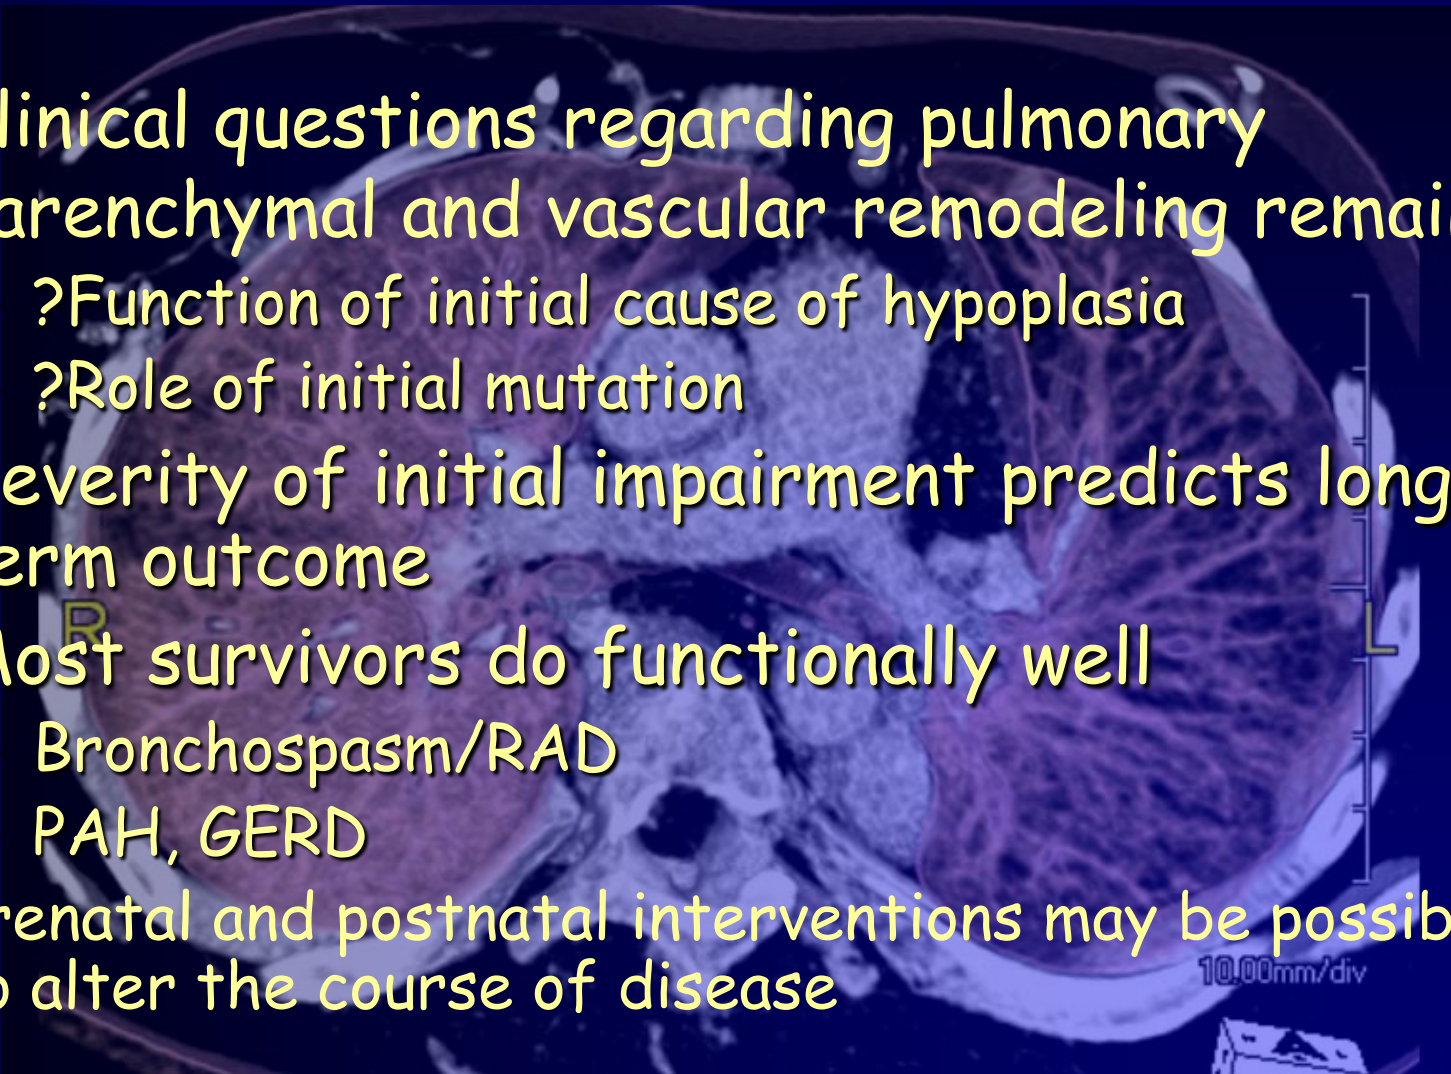 linical questions regarding pulmonary
arenchymal and vascular remodeling remai
?Function of initial cause of hypoplasia
?Role of initial mutation
everity of initial impairment predicts long
erm outcome
R
L
ost survivors do functionally well
Bronchospasm/RAD
PAH, GERD
renatal and postnatal interventions may be possib
10.00mm/div
o alter the course of disease